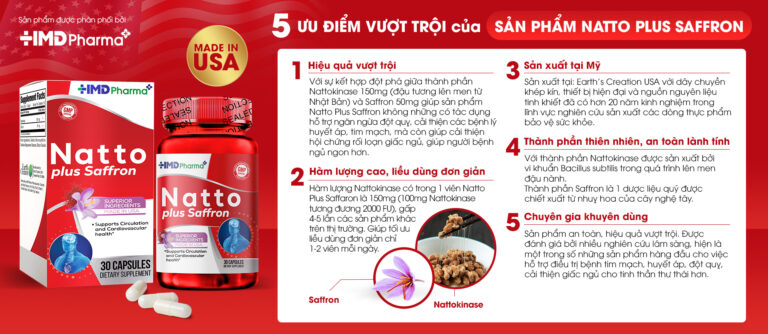 Sản phẩm được phân phối bởi
IMDPharma
MADE IN
USA
5 ƯU ĐIỂM VƯỢT TRỘI của SẢN PHẨM NATTO PLUS SAFFRON
IMDPharma
Supplement Facts
Natto
plus Saffron
SUPERIOR
INGREDIENTS
MADE IN USA
• Supports Circulation
and Cardiovascular
health*
30 CAPSULES
DIETARY SUPPLEMENT
IMDPharma
Natto
plus Saffron
SUPERIOR
INGREDIENTS
• Supports Circulation
and Cardiovascular
health*
30 CAPSULES
DIETARY SUPPLEMENT
1 Hiệu quả vượt trội
Với sự kết hợp đột phá giữa thành phần
Nattokinase 150mg (đậu tương lên men từ
Nhật Bản) và Saffron 50mg giúp sản phẩm
Natto Plus Saffron không những có tác dụng
hỗ trợ ngăn ngừa đột quỵ, cải thiện các bệnh lý
huyết áp, tim mạch, mà còn giúp cải thiện
hội chứng rối loạn giấc ngủ, giúp người bệnh
ngủ ngon hơn.
2 Hàm lượng cao, liều dùng đơn giản
Hàm lượng Nattokinase có trong 1 viên Natto
Plus Saffaron là 150mg (100mg Nattokinase
tương đương 2000 FU), gấp
4-5 lần các sản phẩm khác
trên thị trường. Giúp tối ưu
liều dùng đơn giản chỉ
1-2 viên mỗi ngày.
Saffron
Nattokinase
3 Sản xuất tại Mỹ
Sản xuất tại: Earth's Creation USA với dây chuyền
khép kín, thiết bị hiện đại và nguồn nguyên liệu
tinh khiết đã có hơn 20 năm kinh nghiệm trong
lĩnh vực nghiên cứu sản xuất các dòng thực phẩm
bảo vệ sức khỏe.
4 Thành phần thiên nhiên, an toàn lành tính
Với thành phần Nattokinase được sản xuất bởi
vi khuẩn Bacillus subtilis trong quá trình lên men
đậu nành.
Thành phần Saffron là 1 dược liệu quý được
chiết xuất từ nhuỵ hoa của cây nghệ tây.
5 Chuyên gia khuyên dùng
Sản phẩm an toàn, hiệu quả vượt trội. Được
đánh giá bởi nhiều nghiên cứu lâm sàng, hiện là
một trong số những sản phẩm hàng đầu cho việc
hỗ trợ điều trị bệnh tim mạch, huyết áp, đột quỵ,
cải thiện giấc ngủ cho tinh thần thư thái hơn.